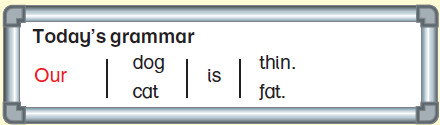 Today's grammar
Our | dog | is | thin.
cat | fat.